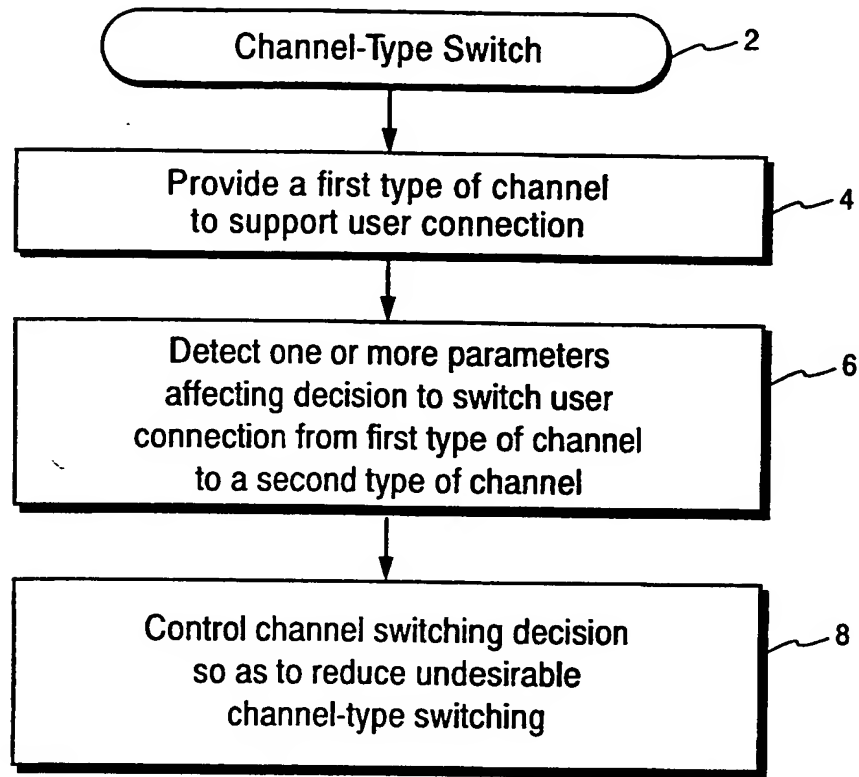 Channel-Type Switch
2
Provide a first type of channel
to support user connection
4
Detect one or more parameters
affecting decision to switch user
connection from first type of channel
to a second type of channel
6
Control channel switching decision
so as to reduce undesirable
channel-type switching
8